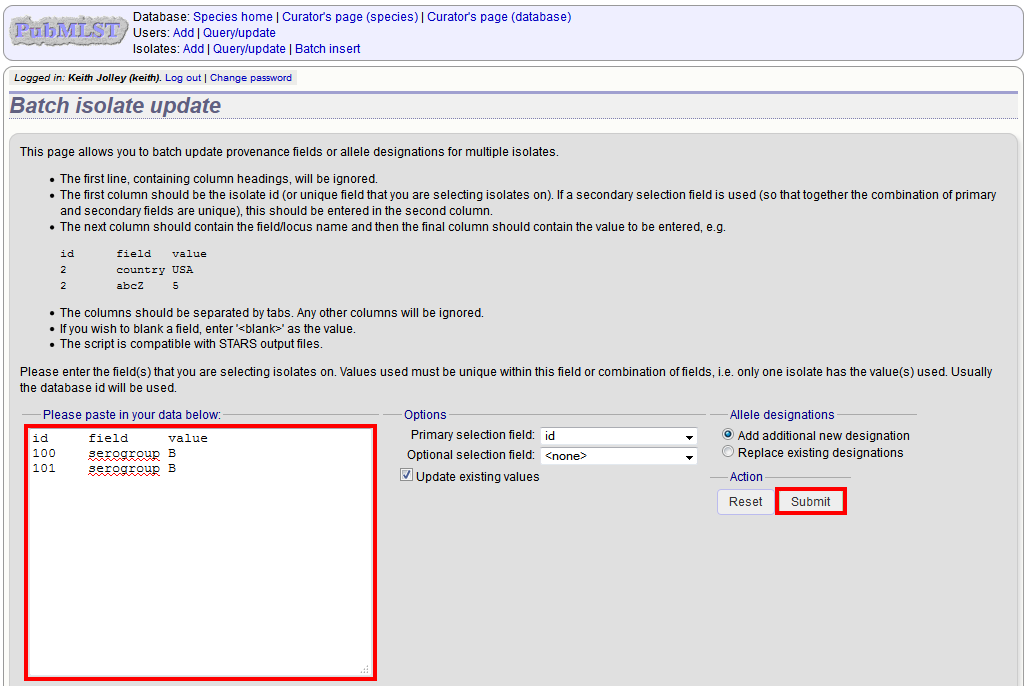 PubMLST
Database: Species home | Curator's page (species) | Curator's page (database)
Users: Add | Query/update
Isolates: Add | Query/update | Batch insert
Logged in: Keith Jolley (keith). Log out | Change password
Batch isolate update
This page allows you to batch update provenance fields or allele designations for multiple isolates.
• The first line, containing column headings, will be ignored.
• The first column should be the isolate id (or unique field that you are selecting isolates on). If a secondary selection field is used (so that together the combination of primary
and secondary fields are unique), this should be entered in the second column.
• The next column should contain the field/locus name and then the final column should contain the value to be entered, e.g.
id field value
2 country USA
2 abcZ 5
• The columns should be separated by tabs. Any other columns will be ignored.
• If you wish to blank a field, enter '<blank>' as the value.
• The script is compatible with STARS output files.
Please enter the field(s) that you are selecting isolates on. Values used must be unique within this field or combination of fields, i.e. only one isolate has the value(s) used. Usually
the database id will be used.
Please paste in your data below:
id field value
100 serogroup B
101 serogroup B
Options
Primary selection field: id
Optional selection field: <none>
Update existing values
Allele designations
Add additional new designation
Replace existing designations
Action
Reset Submit